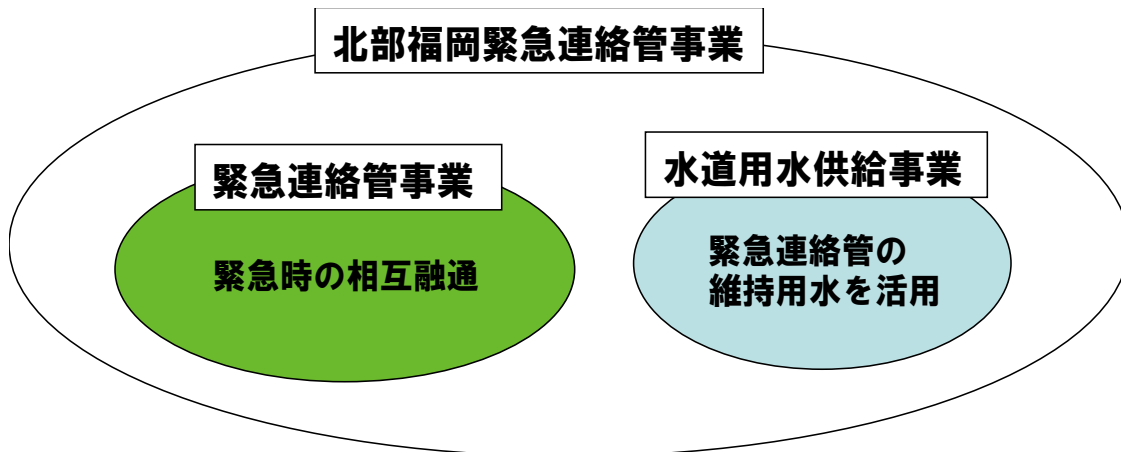 北部福岡緊急連絡管事業
緊急連絡管事業
緊急時の相互融通
水道用水供給事業
緊急連絡管の
維持用水を活用